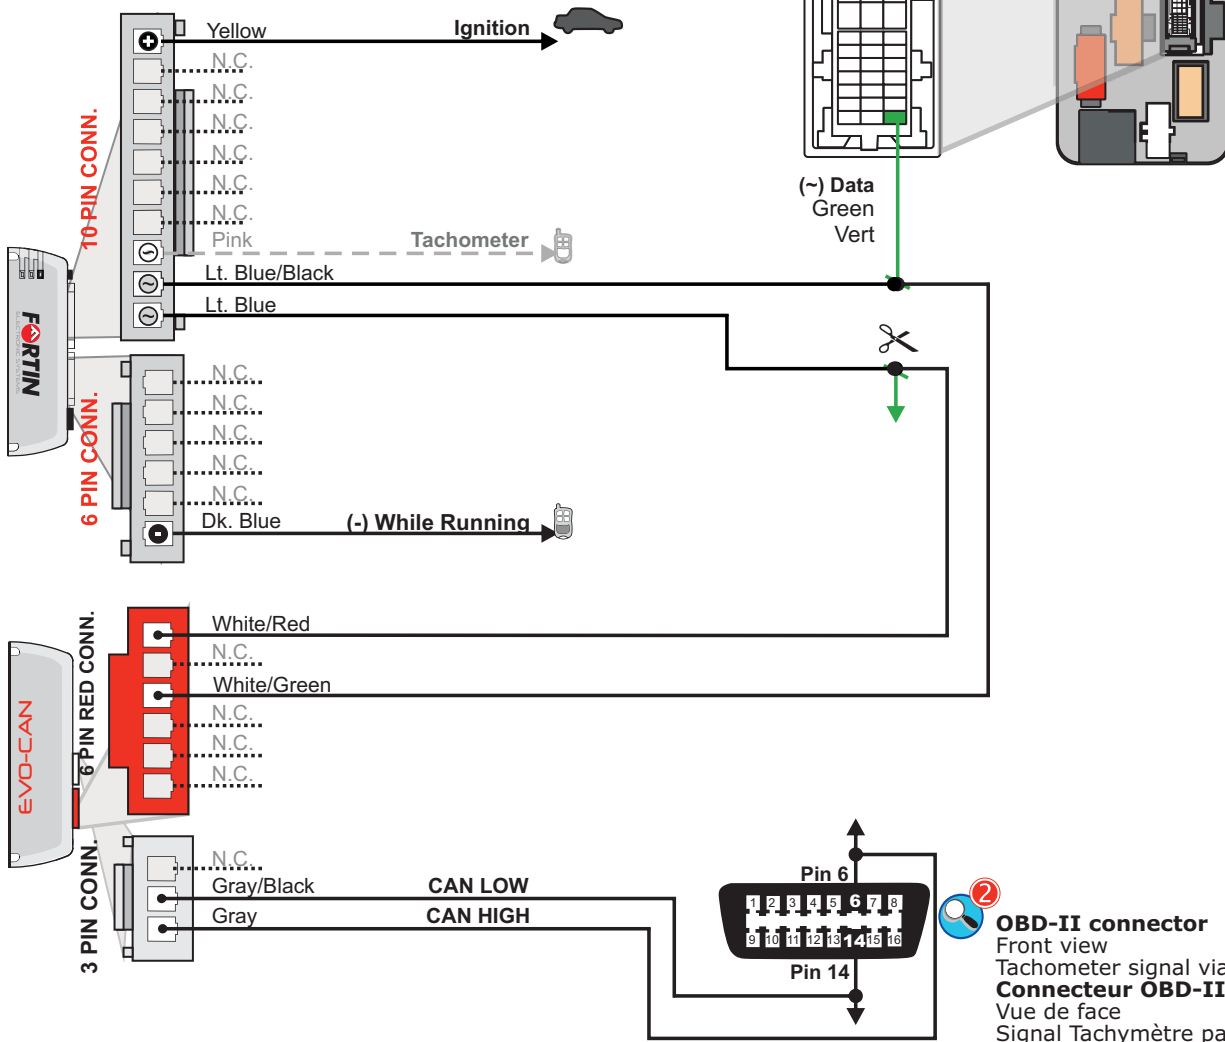 Yellow
Ignition
N.C.
N.C.
N.C.
N.C.
N.C.
N.C.
Pink
Tachometer
Lt. Blue/Black
Lt. Blue
10 PIN CONN.
FORTIN
(~) Data
Green
Vert
N.C.
N.C.
N.C.
N.C.
N.C.
Dk. Blue
(-) While Running
6 PIN CONN.
White/Red
N.C.
White/Green
N.C.
N.C.
N.C.
6 PIN RED CONN.
EVO-CAN
N.C.
Gray/Black
CAN LOW
Gray
CAN HIGH
3 PIN CONN.
Pin 6
1 2 3 4 5 6 7 8
9 10 11 12 13 14 15 16
Pin 14
2
OBD-II connector
Front view
Tachometer signal via
Connecteur OBD-II
Vue de face
Signal Tachymètre pa